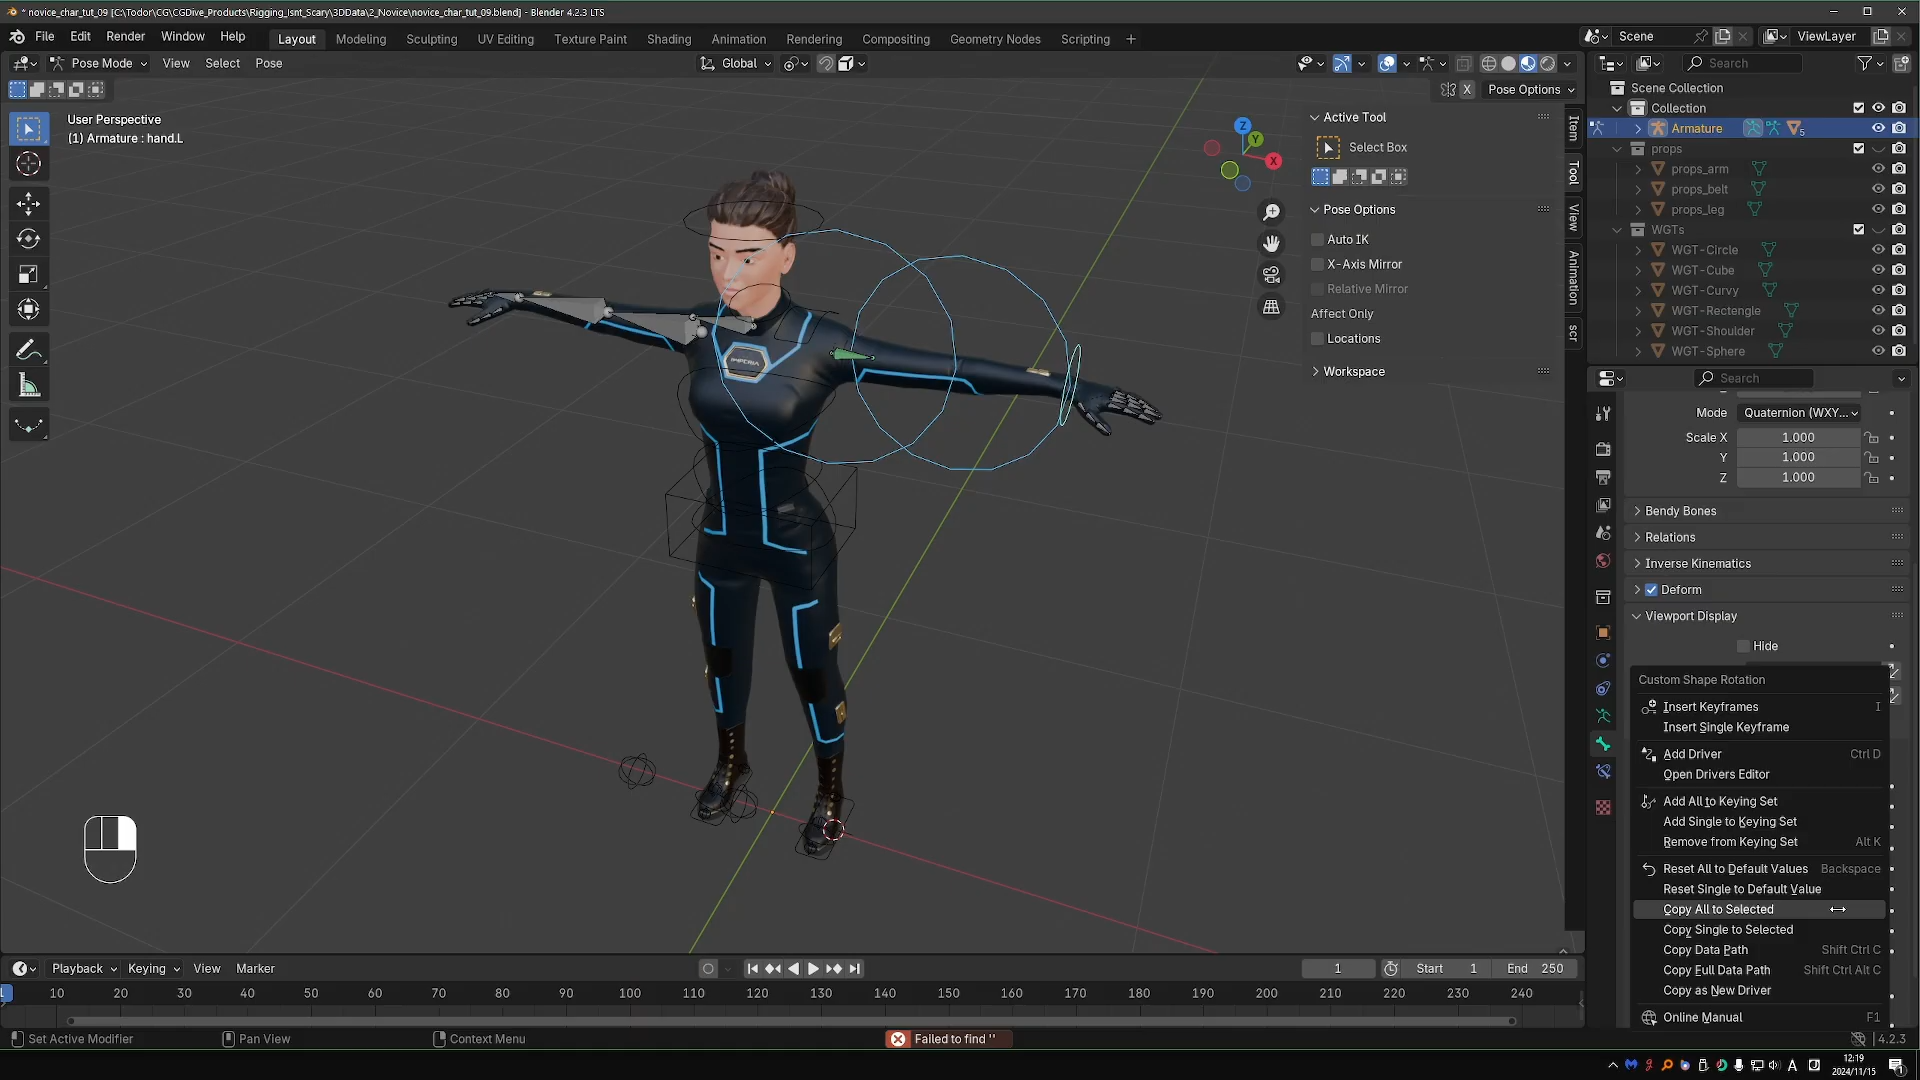 * novice_char_tut_09 [C:\Todor\CG\CGDive_Products\Rigging_Isnt_Scary\3DData\2_Novice\novice_char_tut_09.blend] - Blender 4.2.3 LTS
File Edit Render Window Help
Layout Modeling Sculpting UV Editing Texture Paint Shading Animation Rendering Compositing Geometry Nodes Scripting +
Scene
ViewLayer
Pose Mode View Select Pose
Global
Search
X Pose Options
User Perspective
(1) Armature : hand.L
Z
Y
X
IMPERIA
Active Tool
Select Box
Pose Options
Auto IK
X-Axis Mirror
Relative Mirror
Affect Only
Locations
Workspace
Item
Tool
View
Animation
scr
Scene Collection
Collection
Armature 5
props
props_arm
props_belt
props_leg
WGTs
WGT-Circle
WGT-Cube
WGT-Curvy
WGT-Rectangle
WGT-Shoulder
WGT-Sphere
Search
Mode Quaternion (WXY...
Scale X 1.000
Y 1.000
Z 1.000
Bendy Bones
Relations
Inverse Kinematics
Deform
Viewport Display
Hide
Custom Shape Rotation
Insert Keyframes I
Insert Single Keyframe
Add Driver Ctrl D
Open Drivers Editor
Add All to Keying Set
Add Single to Keying Set
Remove from Keying Set Alt K
Reset All to Default Values Backspace
Reset Single to Default Value
Copy All to Selected
Copy Single to Selected
Copy Data Path Shift Ctrl C
Copy Full Data Path Shift Ctrl Alt C
Copy as New Driver
Online Manual F1
Playback Keying View Marker
1 Start 1 End 250
1 10 20 30 40 50 60 70 80 90 100 110 120 130 140 150 160 170 180 190 200 210 220 230 240
Set Active Modifier Pan View Context Menu
Failed to find ''
4.2.3
A
12:19
2024/11/15
1